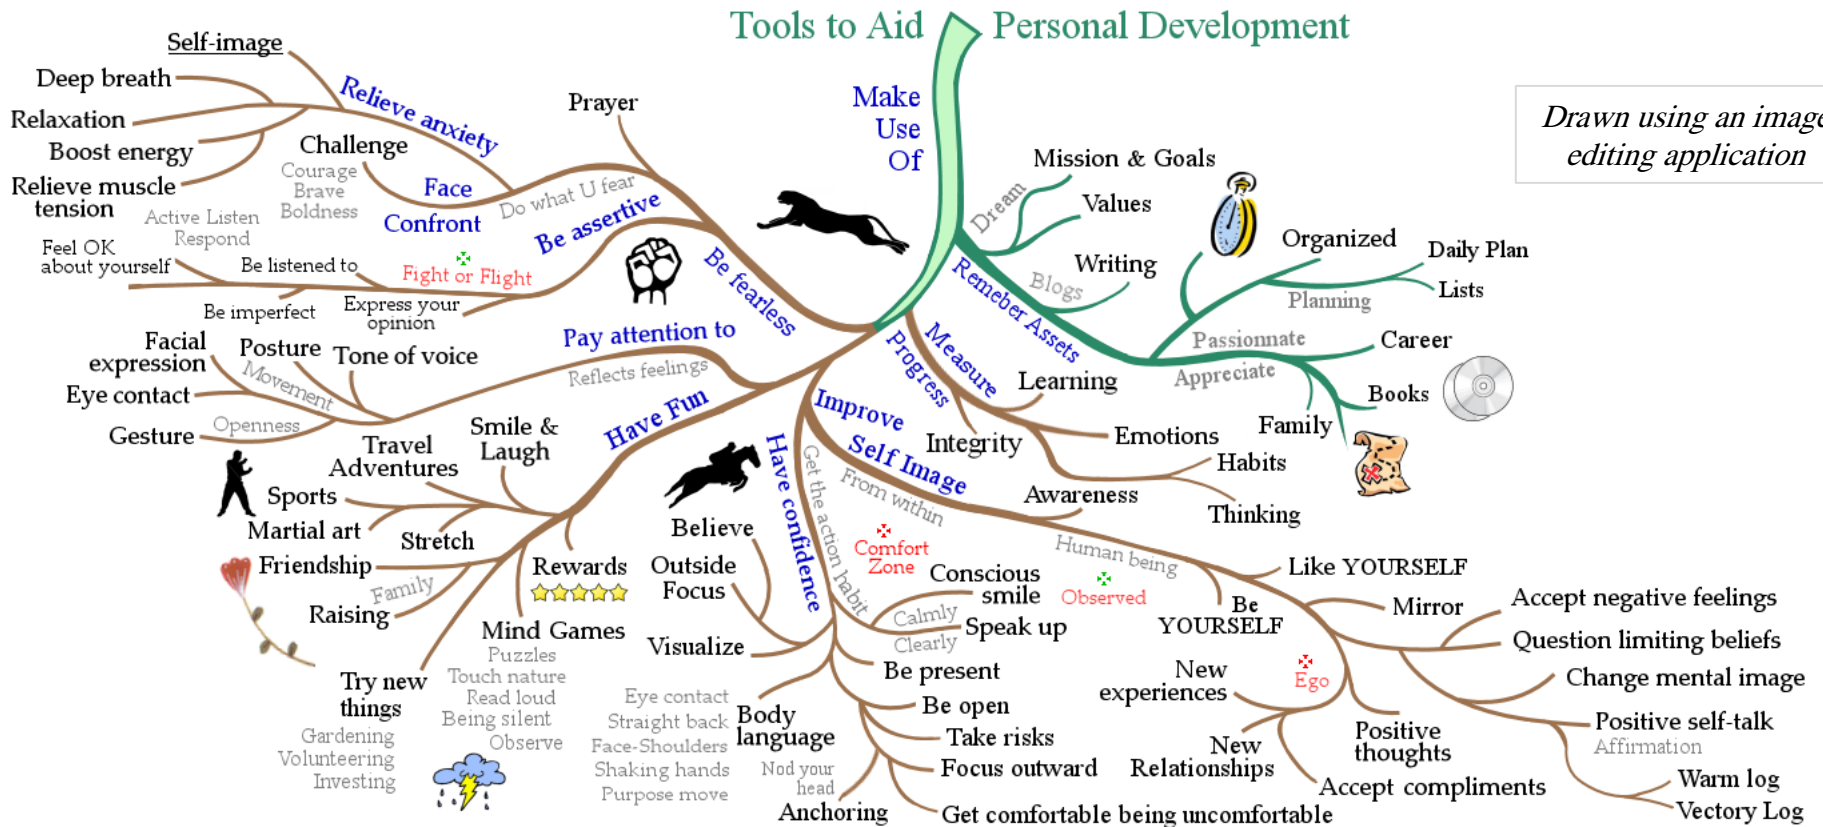 Tools to Aid Personal Development
Make
Use
Of
Drawn using an image
editing application
Self-image
Deep breath
Relaxation
Boost energy
Relieve muscle
tension
Relieve anxiety
Prayer
Challenge
Courage
Brave
Boldness
Face
Confront
Do what U fear
Be assertive
Be fearless
Active Listen
Respond
Feel OK
about yourself
Be listened to
Fight or Flight
Be imperfect
Express your
opinion
Pay attention to
Reflects feelings
Facial
expression
Posture
Tone of voice
Movement
Eye contact
Gesture
Openness
Have Fun
Smile &
Laugh
Travel
Adventures
Sports
Martial art
Stretch
Friendship
Family
Raising
Rewards
Mind Games
Puzzles
Touch nature
Read loud
Being silent
Observe
Try new
things
Gardening
Volunteering
Investing
Have confidence
Get the action habit
Believe
Outside
Focus
Visualize
Conscious
smile
Calmly
Speak up
Clearly
Be present
Be open
Take risks
Focus outward
Get comfortable being uncomfortable
Body
language
Eye contact
Straight back
Face-Shoulders
Shaking hands
Purpose move
Nod your
head
Anchoring
Improve
Self Image
From within
Comfort
Zone
Awareness
Human being
Observed
Be
YOURSELF
Like YOURSELF
Mirror
Accept negative feelings
Question limiting beliefs
Change mental image
Positive self-talk
Affirmation
Warm log
Vectory Log
Ego
Positive
thoughts
New
experiences
New
Relationships
Accept compliments
Measure
Progress
Learning
Integrity
Emotions
Habits
Thinking
Remeber Assets
Dream
Mission & Goals
Values
Writing
Blogs
Organized
Daily Plan
Lists
Planning
Passionnate
Appreciate
Career
Books
Family